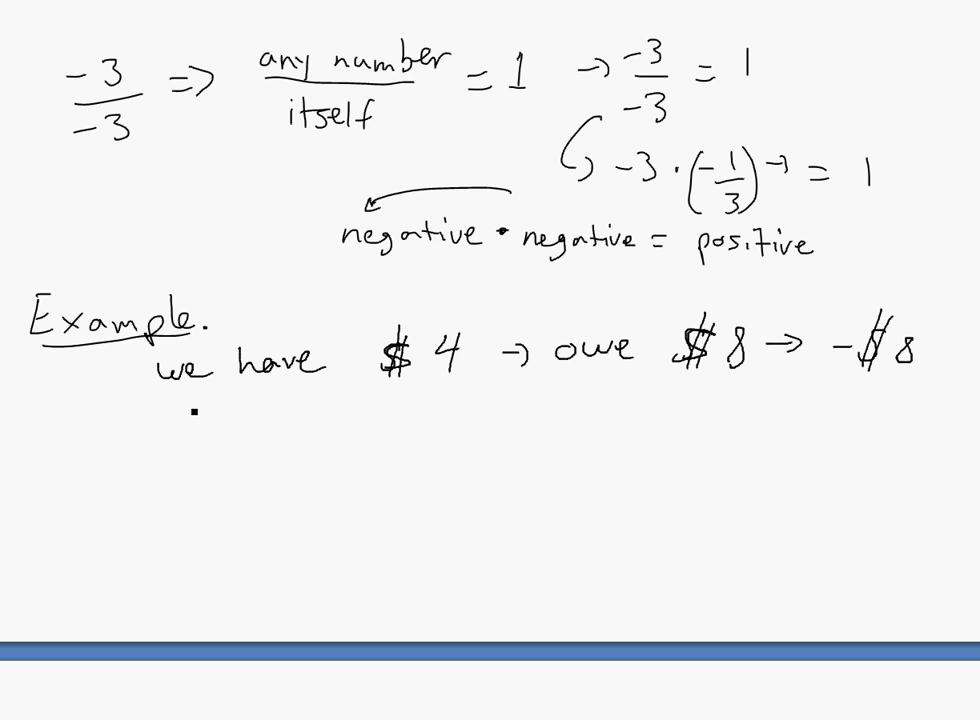 -3/-3 => any number/itself = 1 → -3/-3 = 1
-3 · (-1/3) → = 1
negative · negative = positive
Example.
we have $4 → owe $8 → -$8